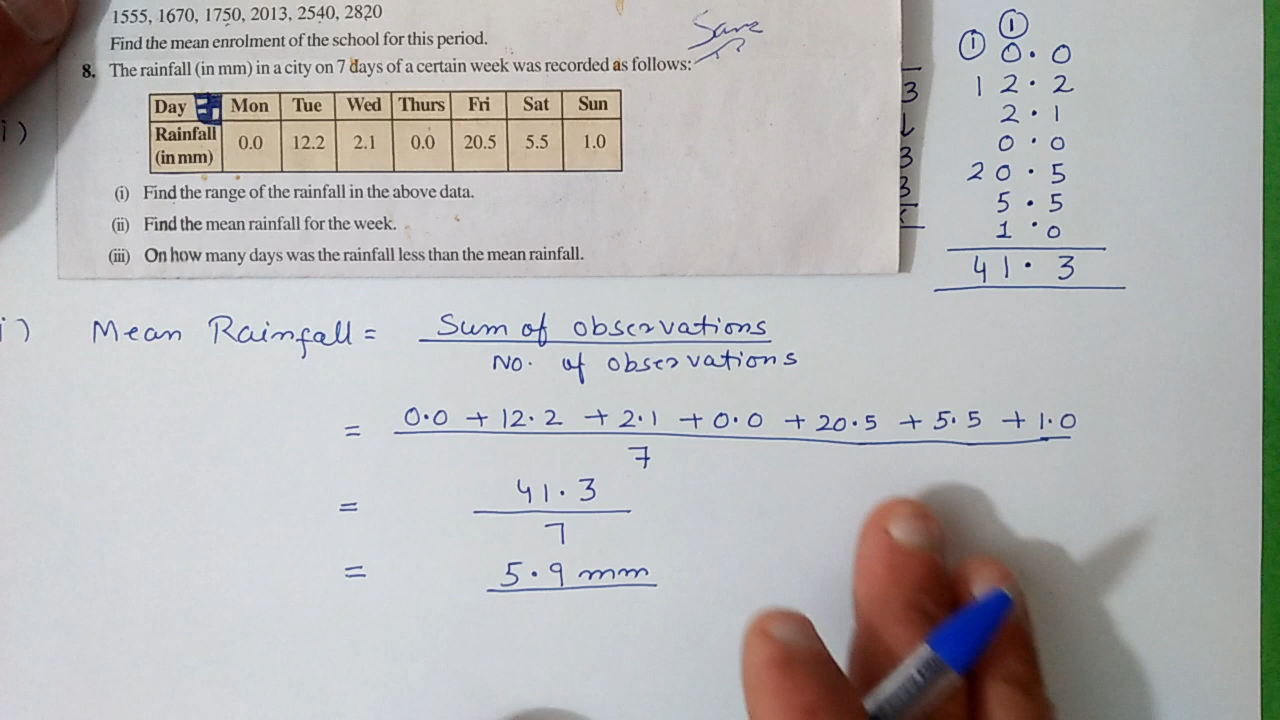 1555, 1670, 1750, 2013, 2540, 2820
Find the mean enrolment of the school for this period.
8. The rainfall (in mm) in a city on 7 days of a certain week was recorded as follows:
Day Mon Tue Wed Thurs Fri Sat Sun
Rainfall (in mm) 0.0 12.2 2.1 0.0 20.5 5.5 1.0
(i) Find the range of the rainfall in the above data.
(ii) Find the mean rainfall for the week.
(iii) On how many days was the rainfall less than the mean rainfall.
i)
1
1 0.0
12.2
2.1
0.0
20.5
5.5
1.0
41.3
3
3
3
i) Mean Rainfall = Sum of observations
No. of observations
= 0.0 + 12.2 + 2.1 + 0.0 + 20.5 + 5.5 + 1.0
7
= 41.3
7
= 5.9 mm